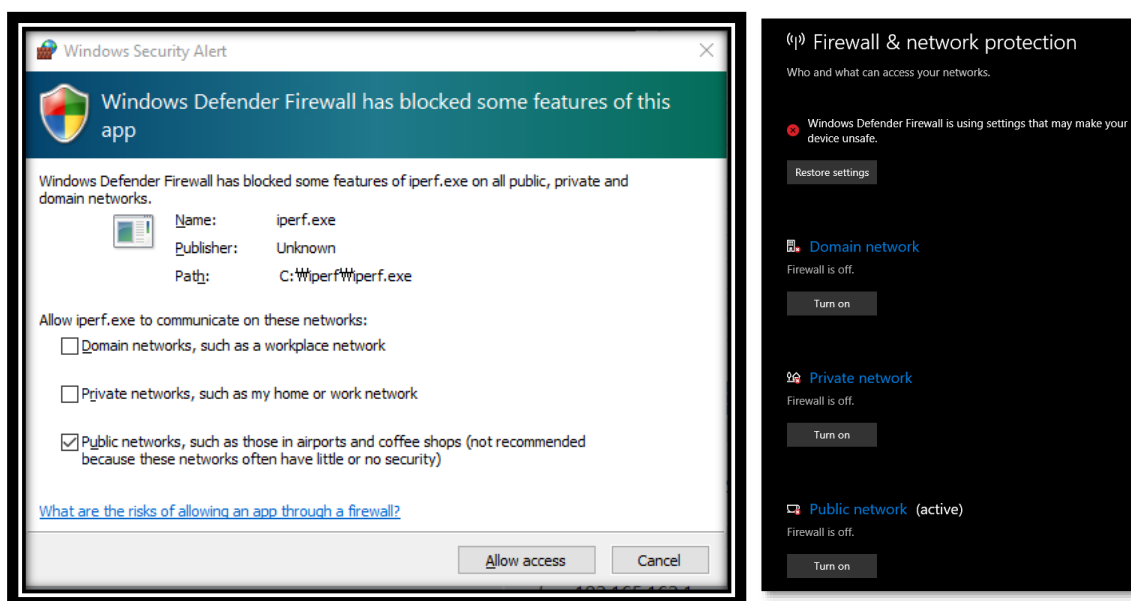 Windows Security Alert
Windows Defender Firewall has blocked some features of this
app
Windows Defender Firewall has blocked some features of iperf.exe on all public, private and
domain networks.
Name: iperf.exe
Publisher: Unknown
Path: C:₩iperf₩iperf.exe
Allow iperf.exe to communicate on these networks:
Domain networks, such as a workplace network
Private networks, such as my home or work network
Public networks, such as those in airports and coffee shops (not recommended
because these networks often have little or no security)
What are the risks of allowing an app through a firewall?
Allow access
Cancel
Firewall & network protection
Who and what can access your networks.
Windows Defender Firewall is using settings that may make your
device unsafe.
Restore settings
Domain network
Firewall is off.
Turn on
Private network
Firewall is off.
Turn on
Public network (active)
Firewall is off.
Turn on